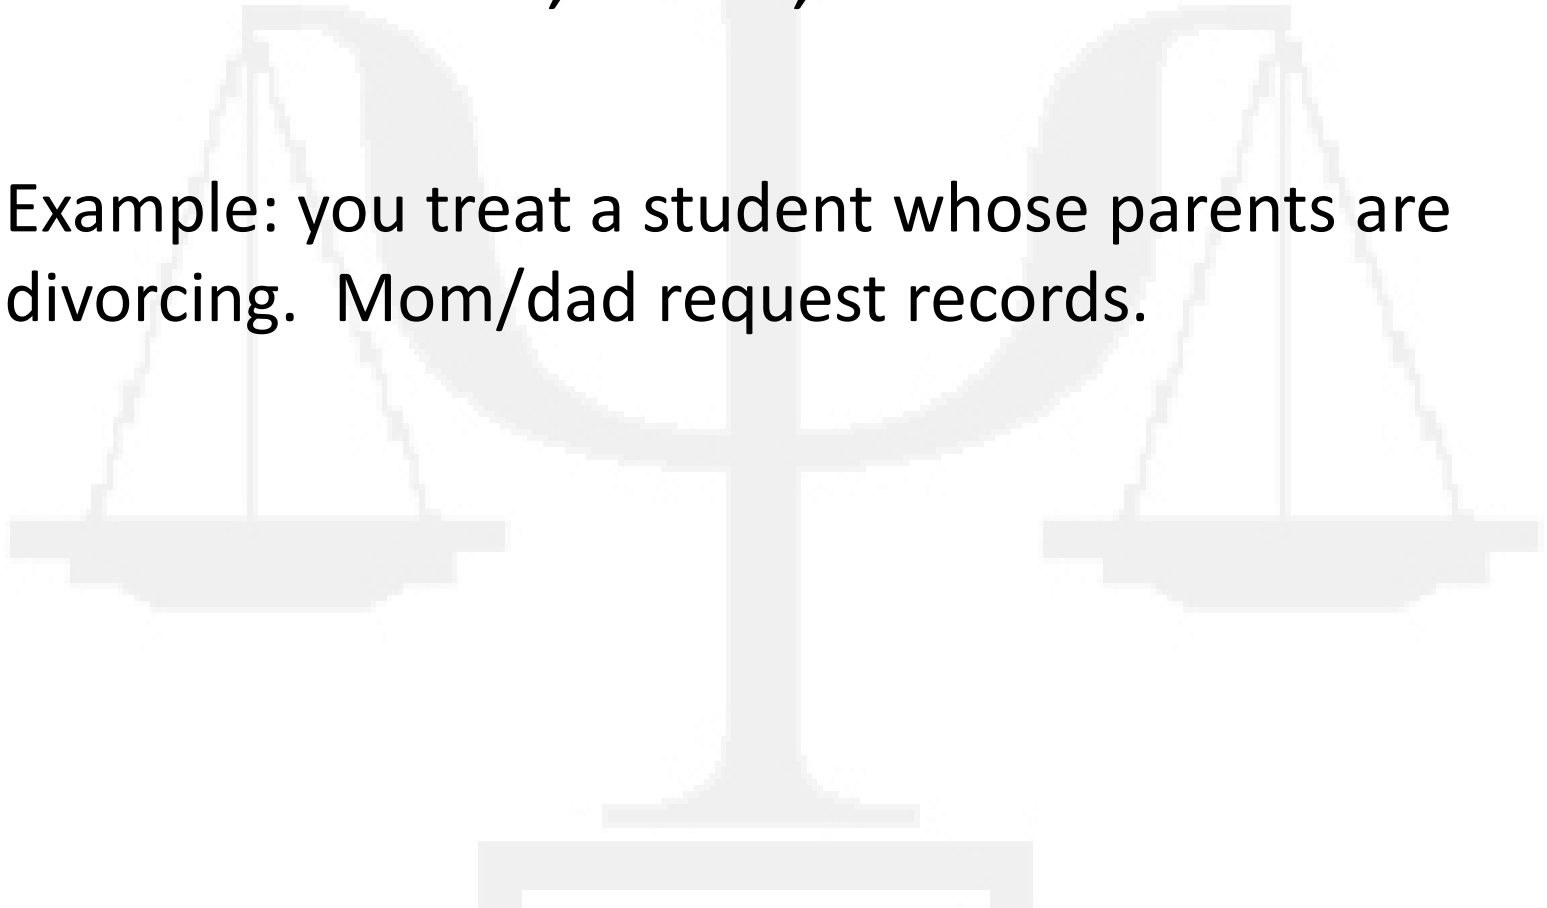 Example: you treat a student whose parents are
divorcing.  Mom/dad request records.